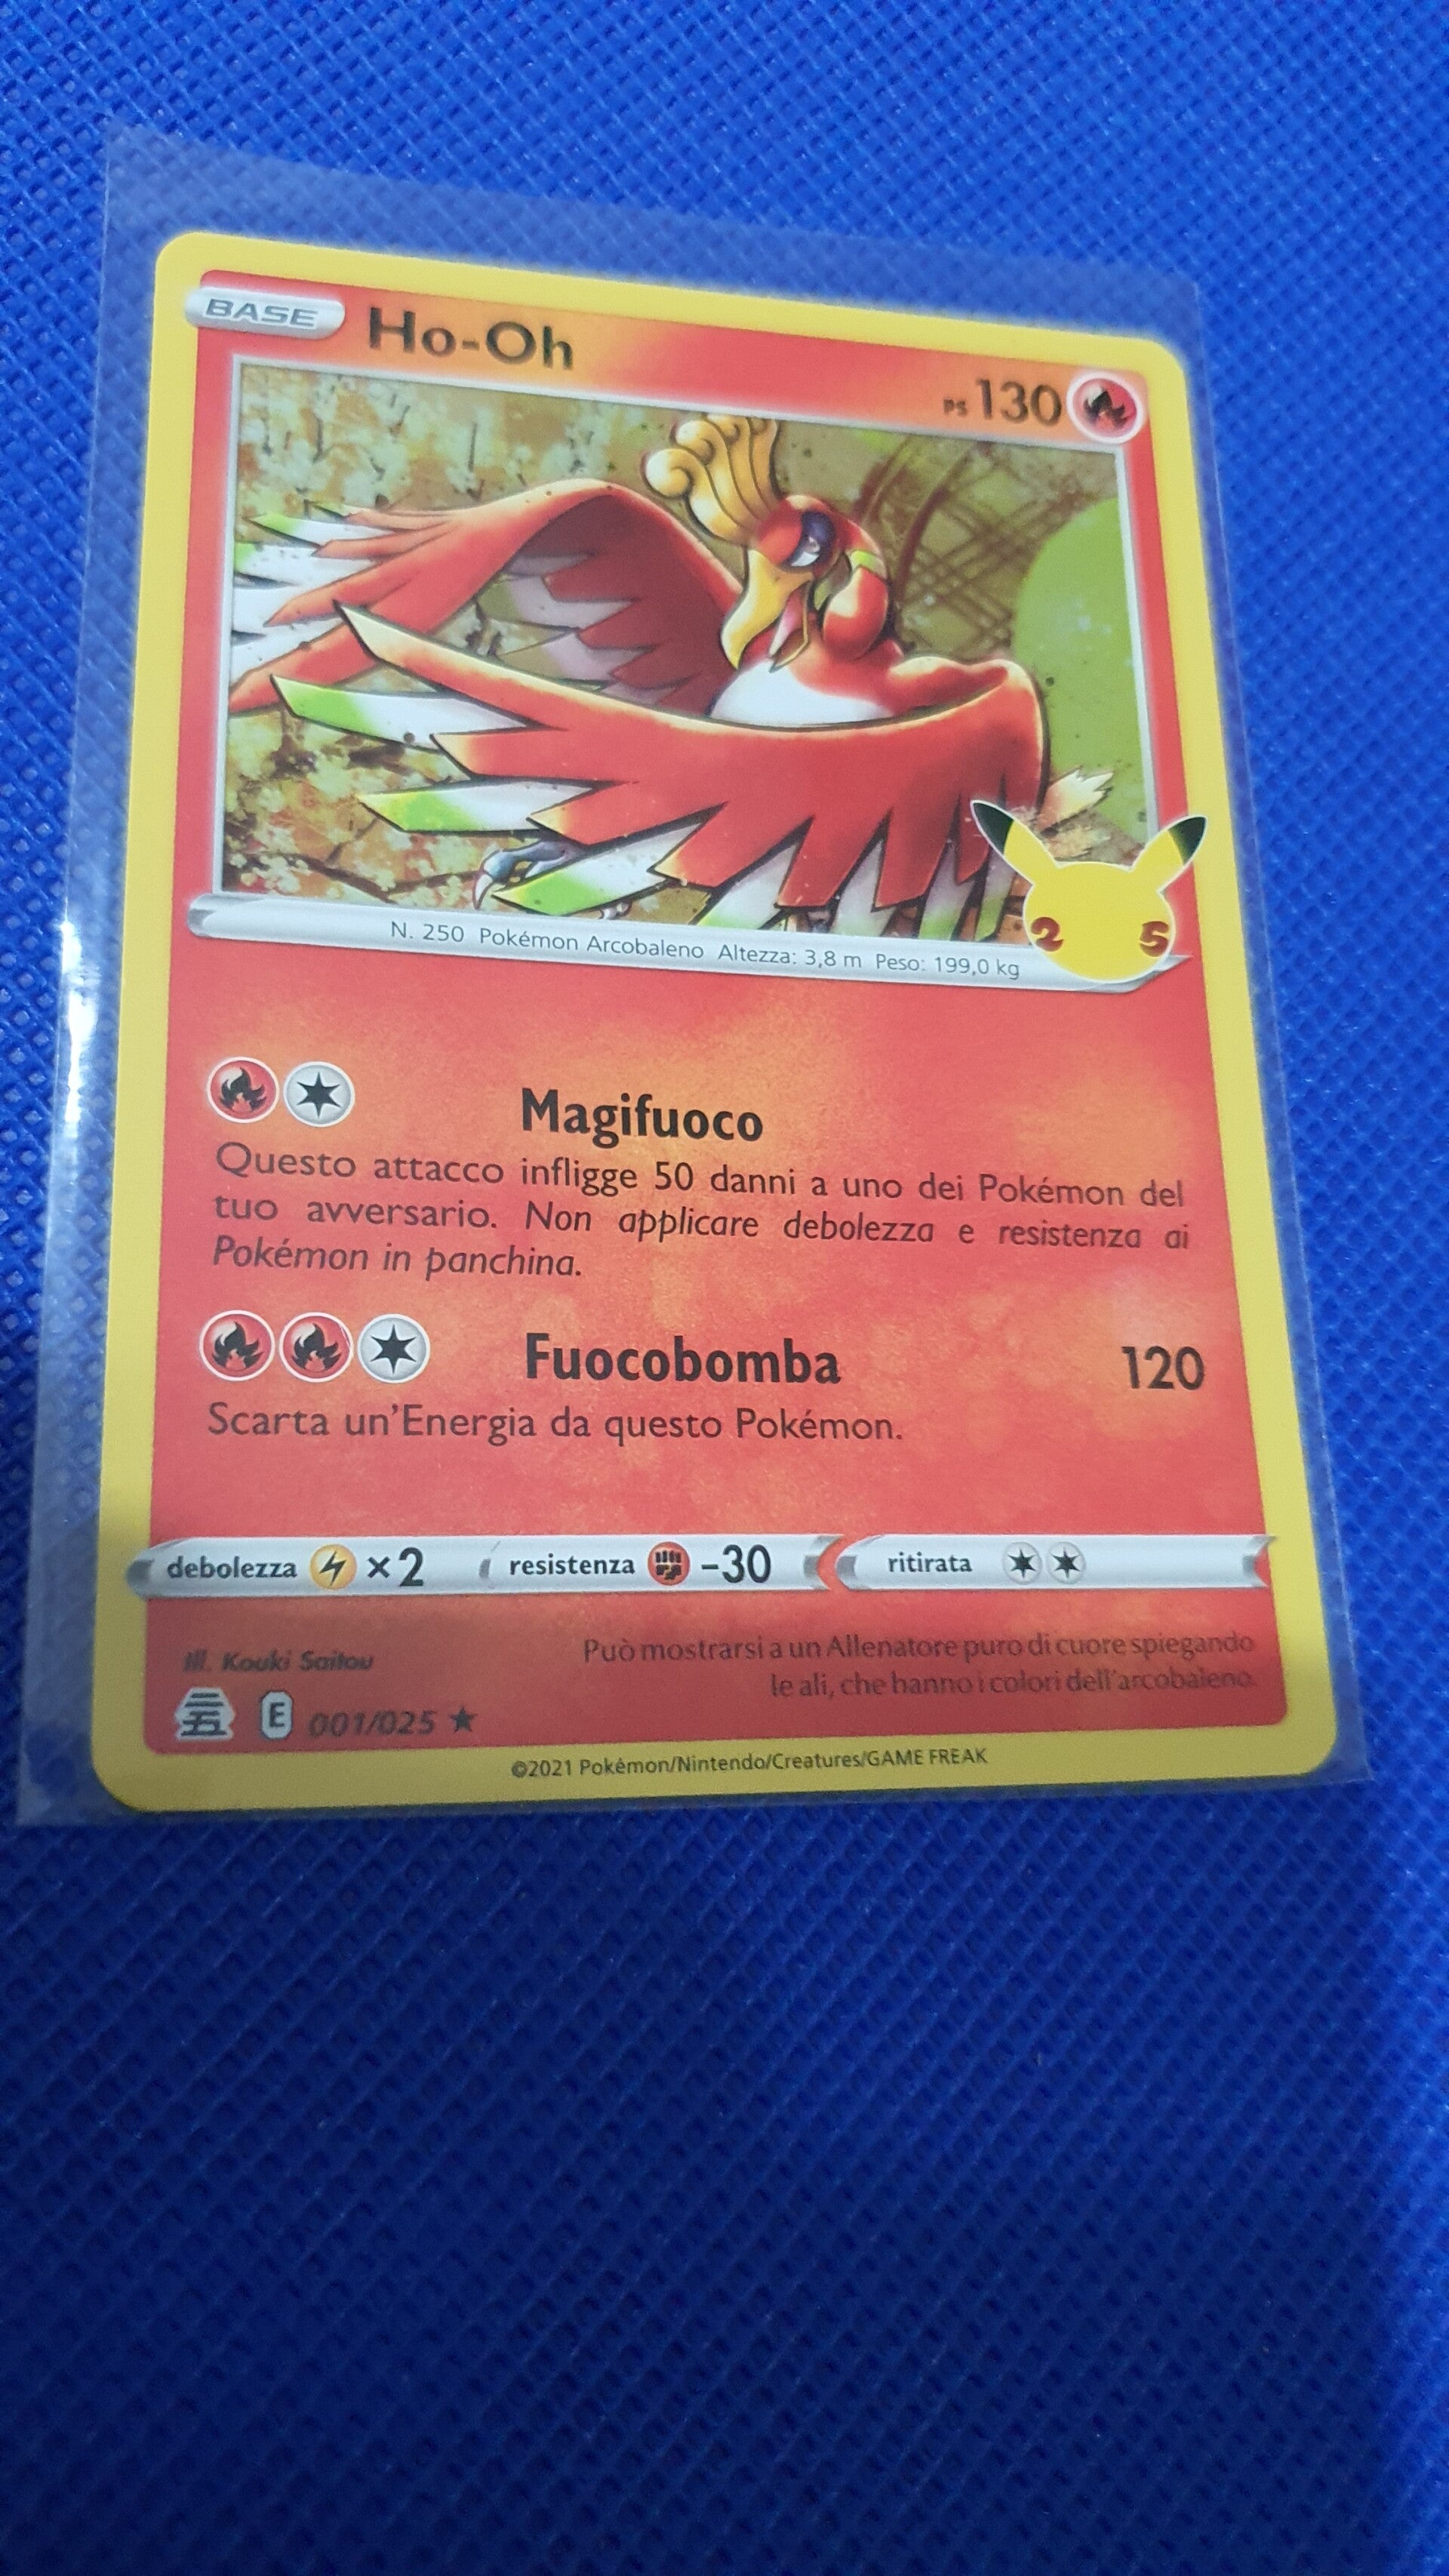 BASE Ho-Oh PS 130
25
N. 250 Pokémon Arcobaleno Altezza: 3,8 m Peso: 199,0 kg
Magifuoco
Questo attacco infligge 50 danni a uno dei Pokémon del
tuo avversario. Non applicare debolezza e resistenza ai
Pokémon in panchina.
Fuocobomba 120
Scarta un'Energia da questo Pokémon.
debolezza ×2 resistenza -30 ritirata
Ill. Kouki Saitou
Può mostrarsi a un Allenatore puro di cuore spiegando
le ali, che hanno i colori dell'arcobaleno.
E 001/025 ★
©2021 Pokémon/Nintendo/Creatures/GAME FREAK